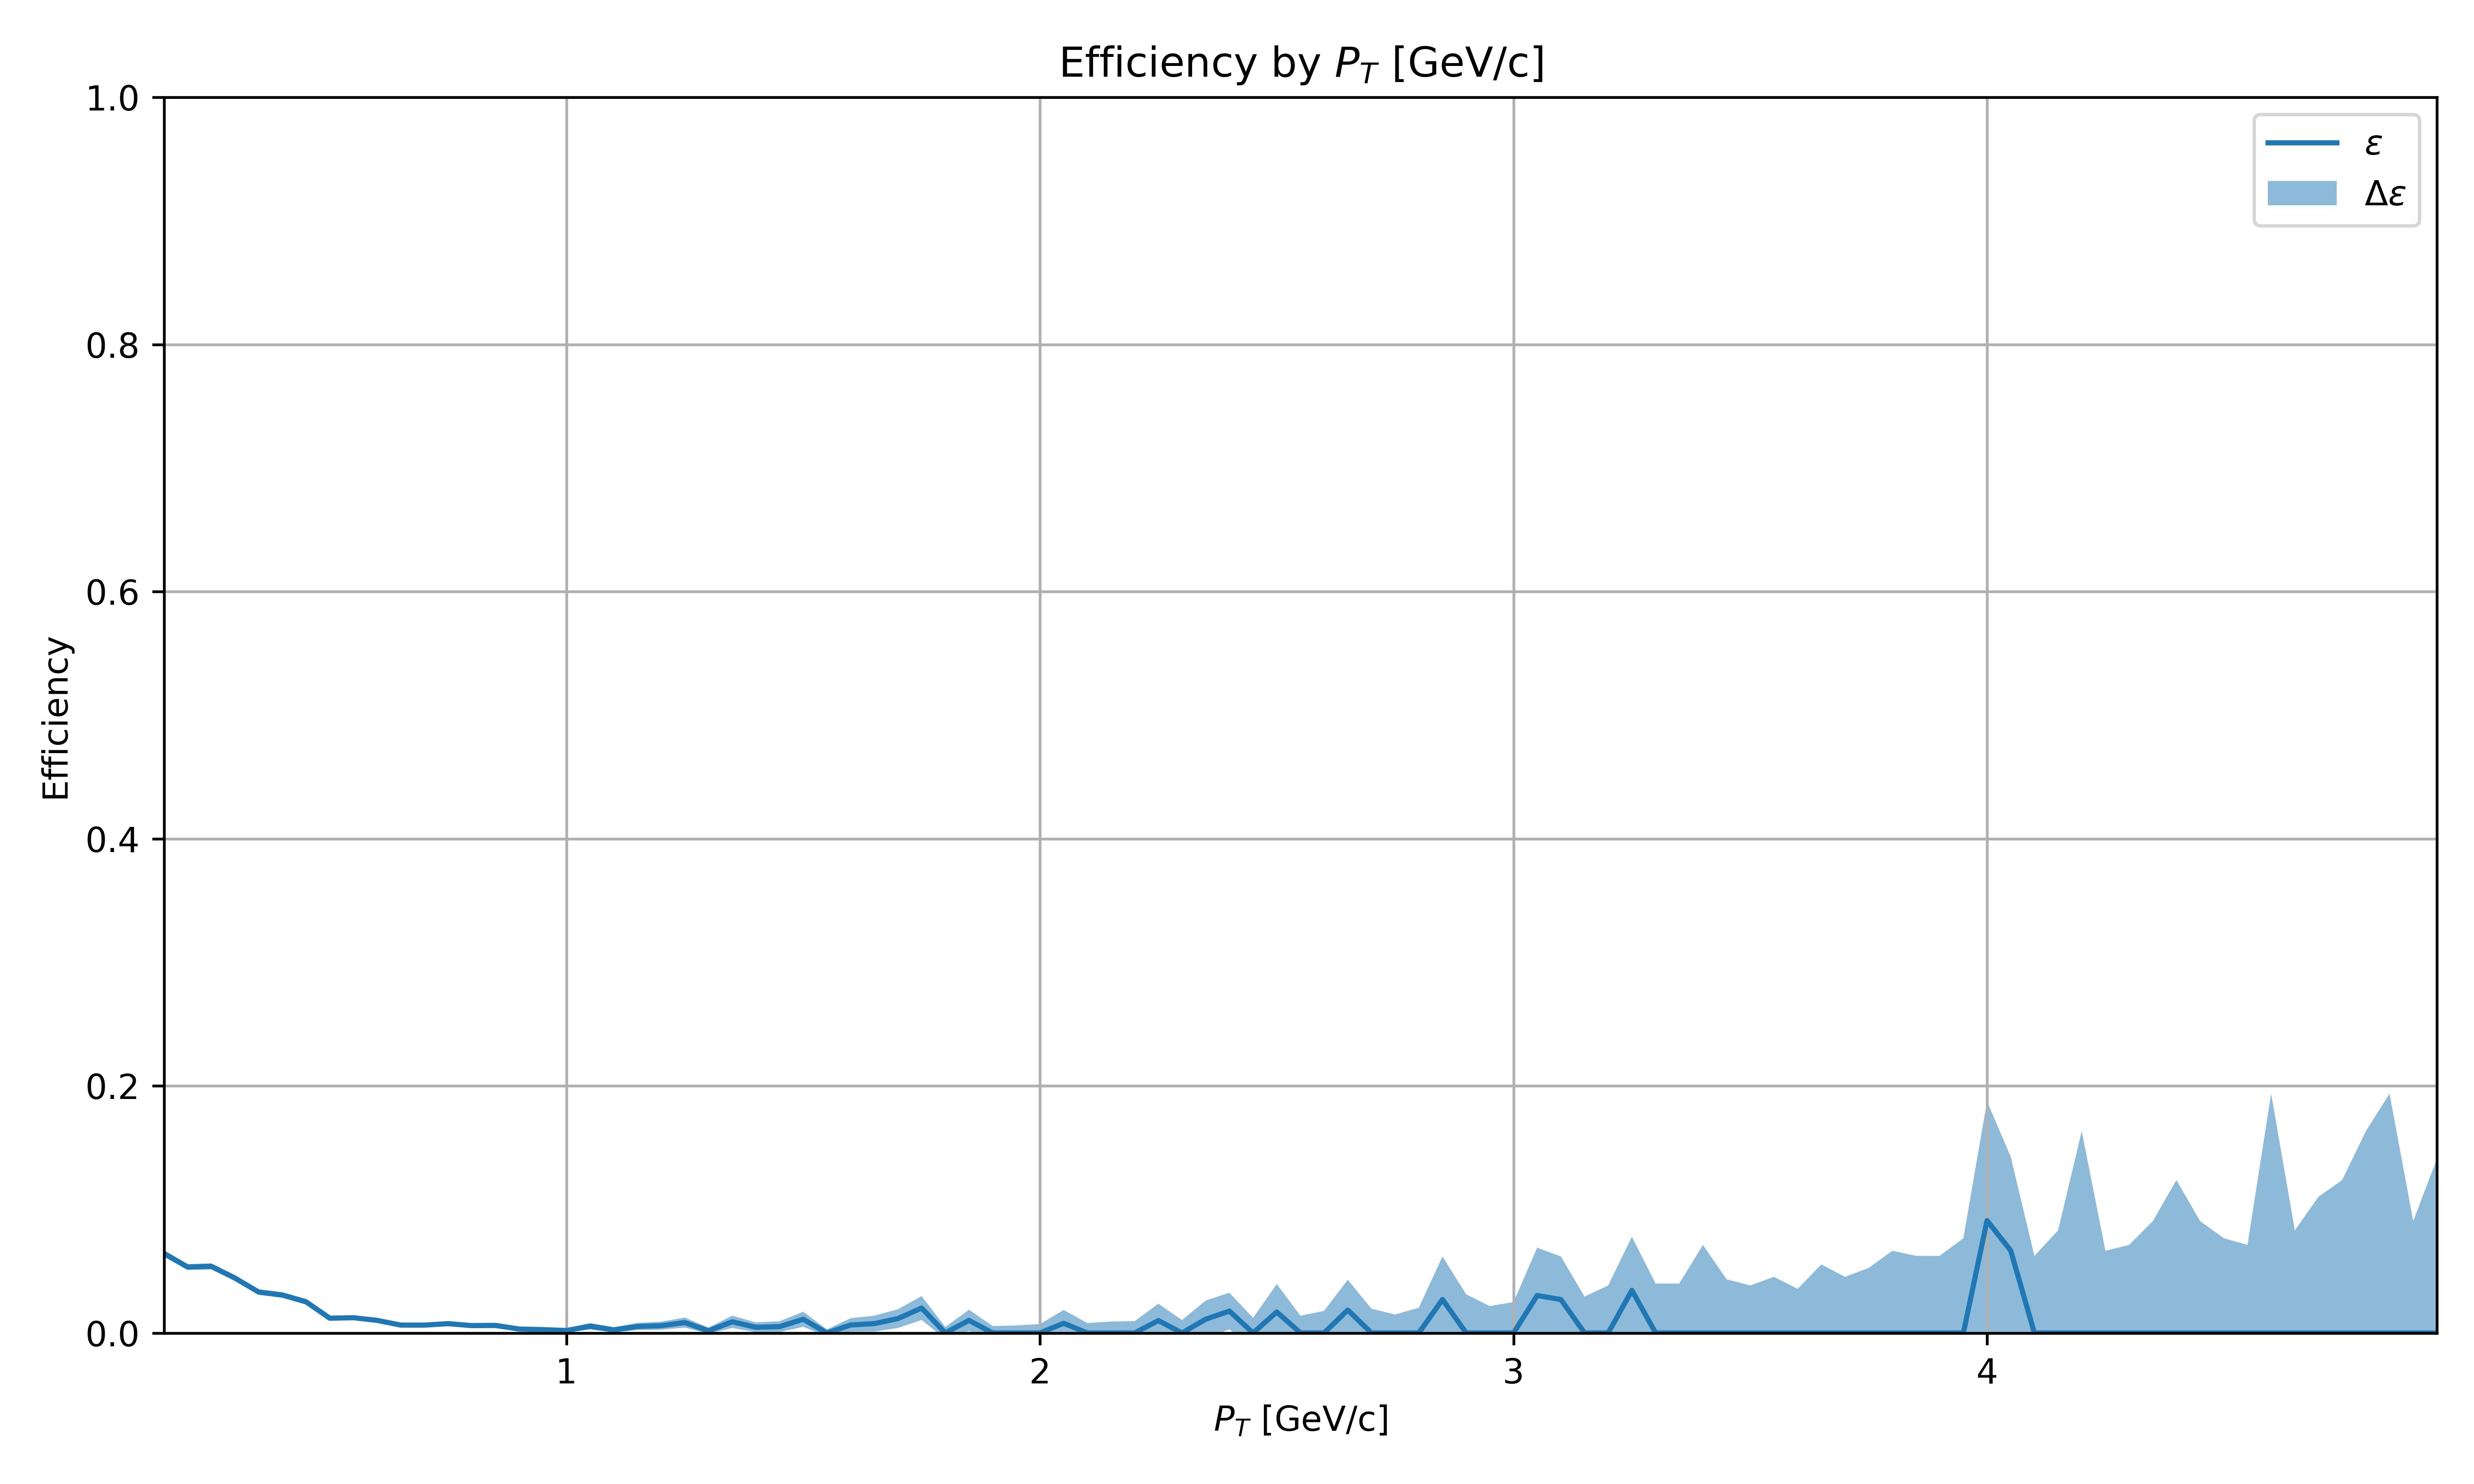 Efficiency by P_T [GeV/c]
1.0
0.8
0.6
0.4
0.2
0.0
Efficiency
ε
Δε
1 2 3 4
P_T [GeV/c]